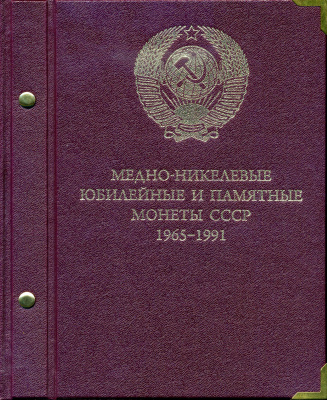 МЕДНО-НИКЕЛЕВЫЕ
ЮБИЛЕЙНЫЕ И ПАМЯТНЫЕ
МОНЕТЫ СССР
1965–1991